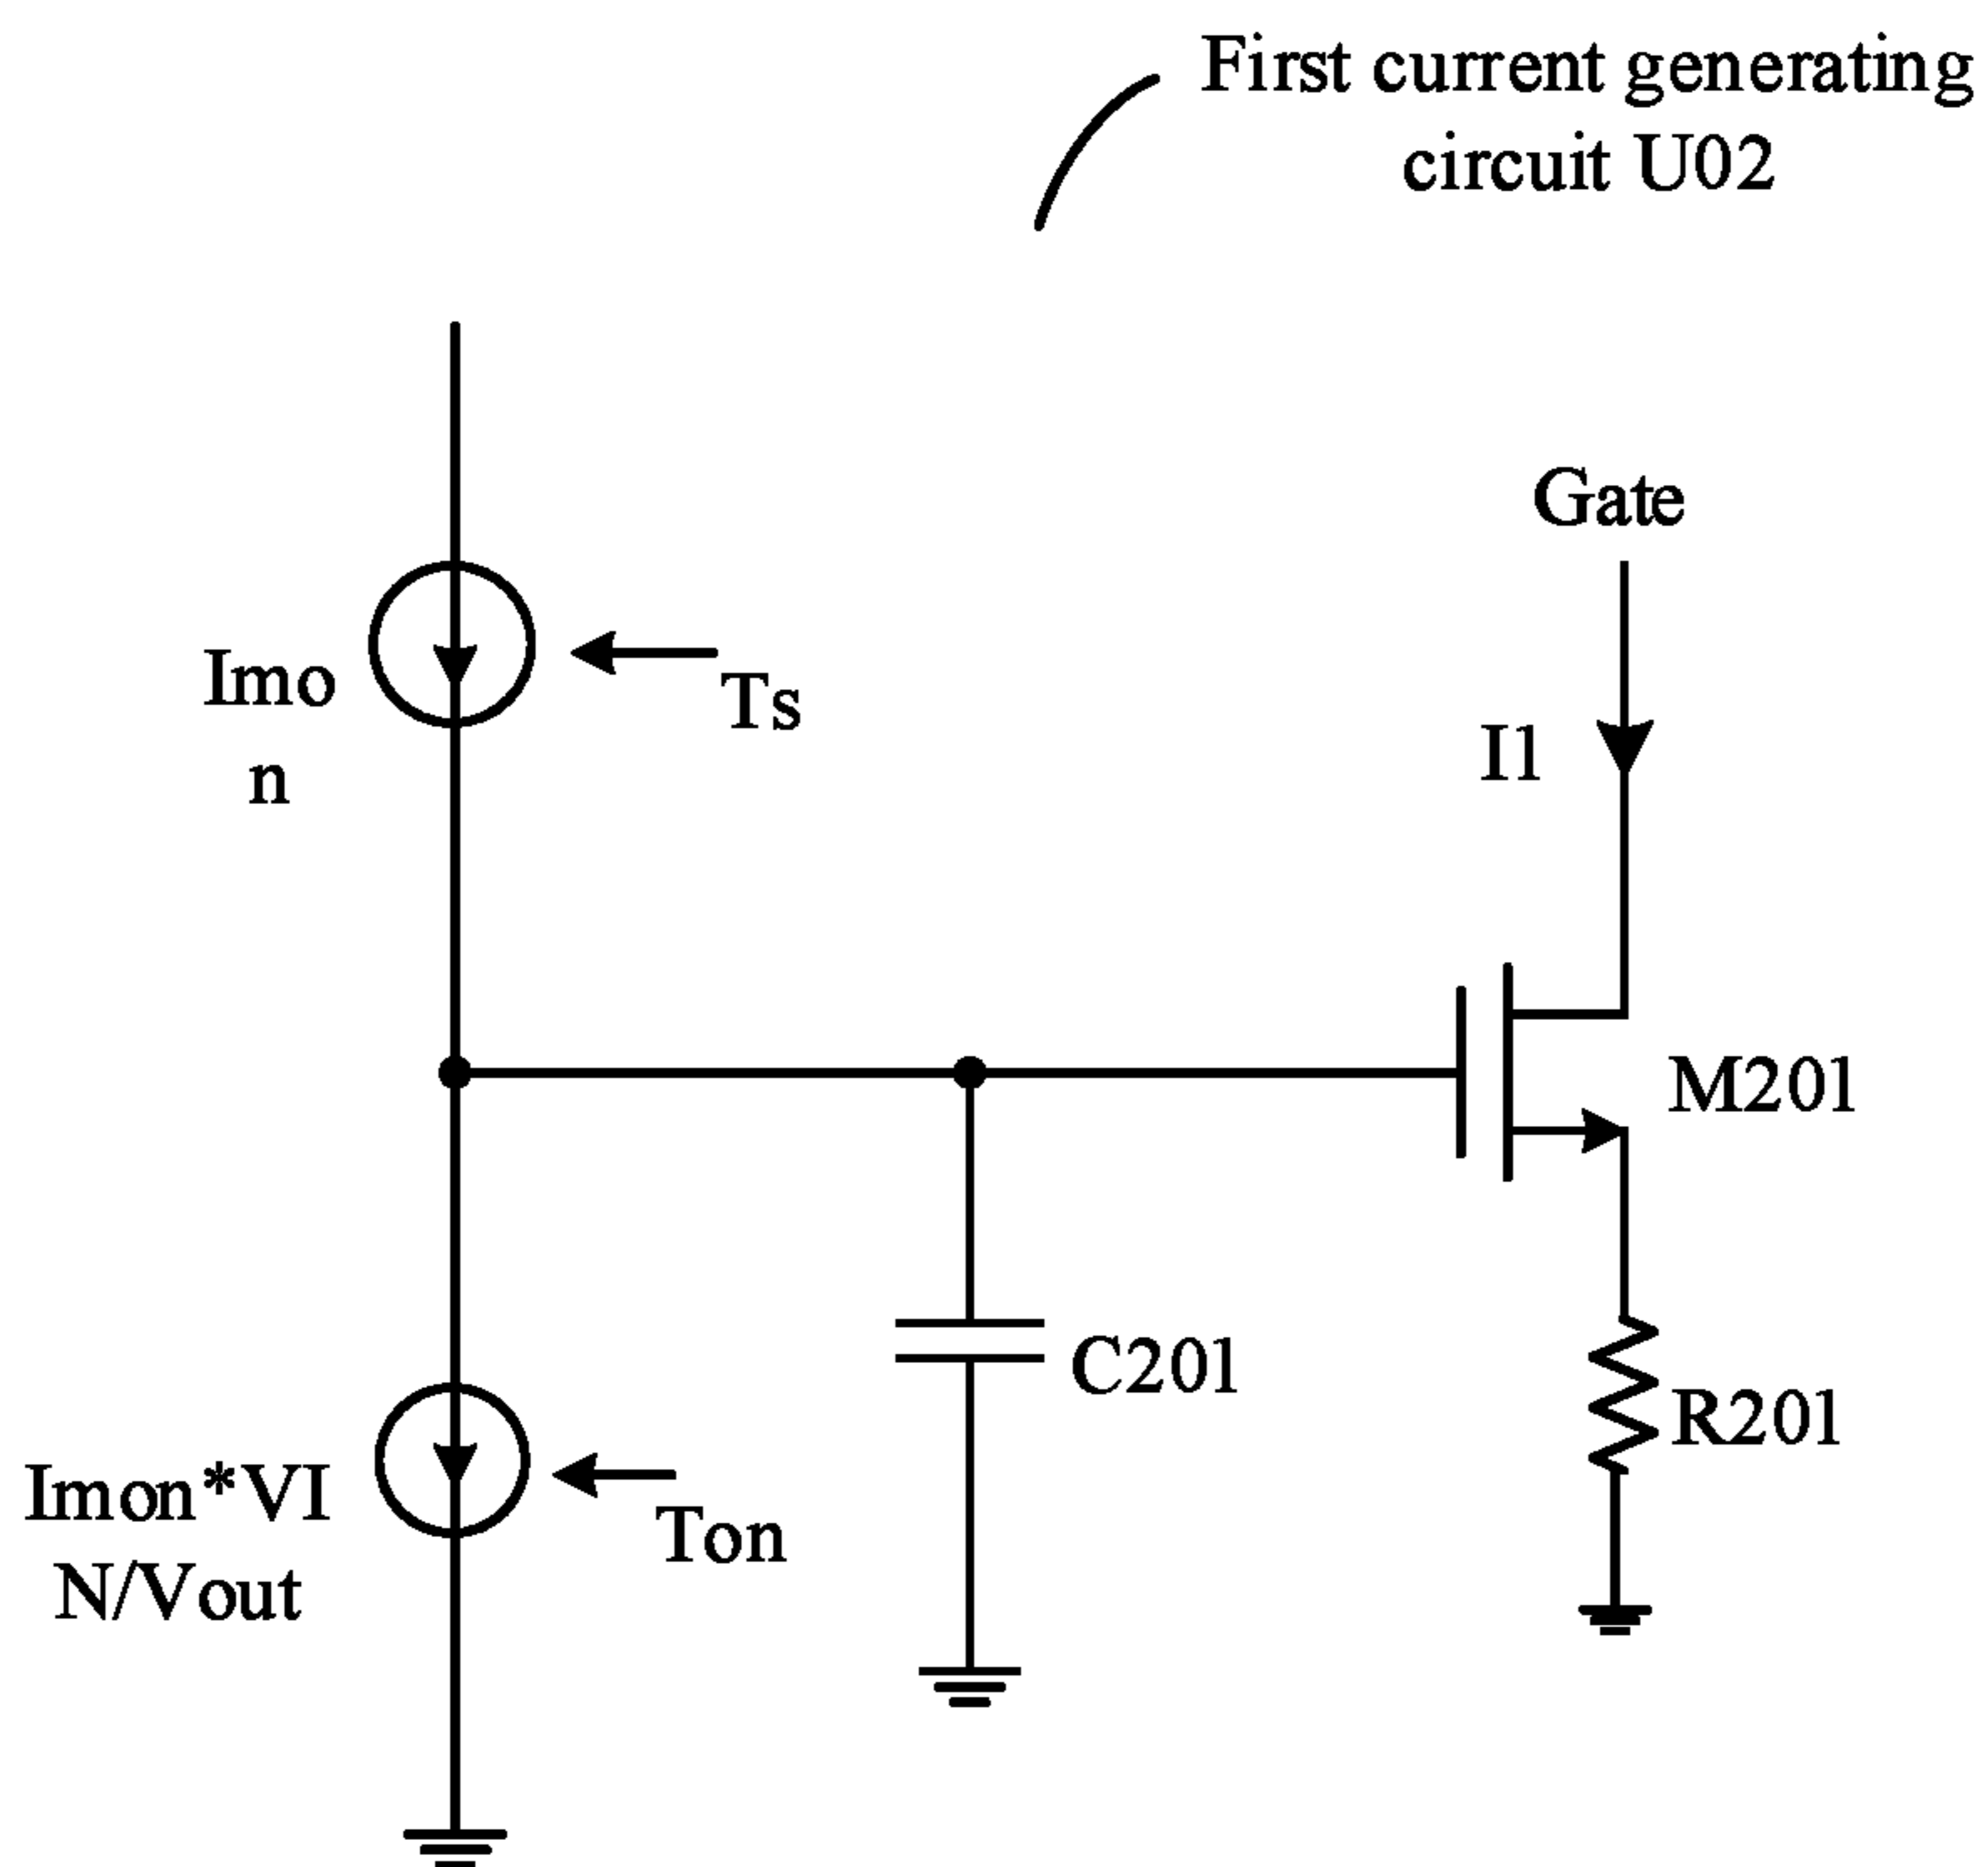 First current generating
circuit U02
Gate
Imo
n
Ts
I1
M201
C201
R201
Imon*VI
N/Vout
Ton